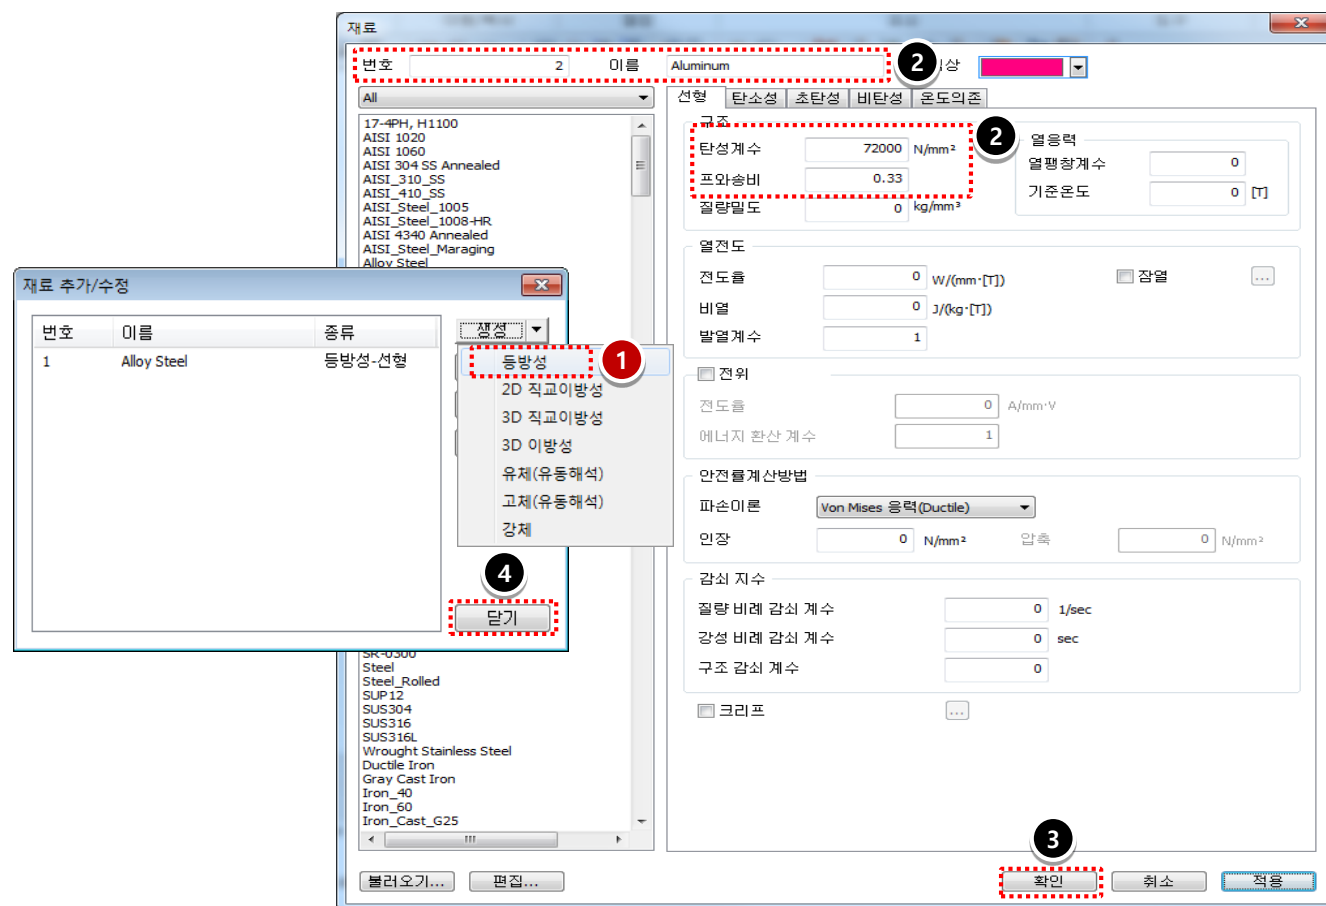 재료
번호 2 이름 Aluminum 2 상
All
17-4PH, H1100
AISI 1020
AISI 1060
AISI 304 SS Annealed
AISI_310_SS
AISI_410_SS
AISI_Steel_1005
AISI_Steel_1008-HR
AISI 4340 Annealed
AISI_Steel_Maraging
Alloy Steel
선형 탄소성 초탄성 비탄성 온도의존
구조
탄성계수 72000 N/mm²
프와송비 0.33
질량밀도 0 kg/mm³
2
열응력
열팽창계수 0
기준온도 0 [T]
열전도
전도율 0 W/(mm·[T]) 잠열 ...
비열 0 J/(kg·[T])
발열계수 1
전위
전도율 0 A/mm·V
에너지 환산 계수 1
안전률계산방법
파손이론 Von Mises 응력(Ductile)
인장 0 N/mm² 압축 0 N/mm²
감쇠 지수
질량 비례 감쇠 계수 0 1/sec
강성 비례 감쇠 계수 0 sec
구조 감쇠 계수 0
크리프 ...
재료 추가/수정
번호 이름 종류
1 Alloy Steel 등방성-선형
생성
등방성 1
2D 직교이방성
3D 직교이방성
3D 이방성
유체(유동해석)
고체(유동해석)
강체
4
닫기
SR-0300
Steel
Steel_Rolled
SUP12
SUS304
SUS316
SUS316L
Wrought Stainless Steel
Ductile Iron
Gray Cast Iron
Iron_40
Iron_60
Iron_Cast_G25
불러오기... 편집...
3
확인 취소 적용